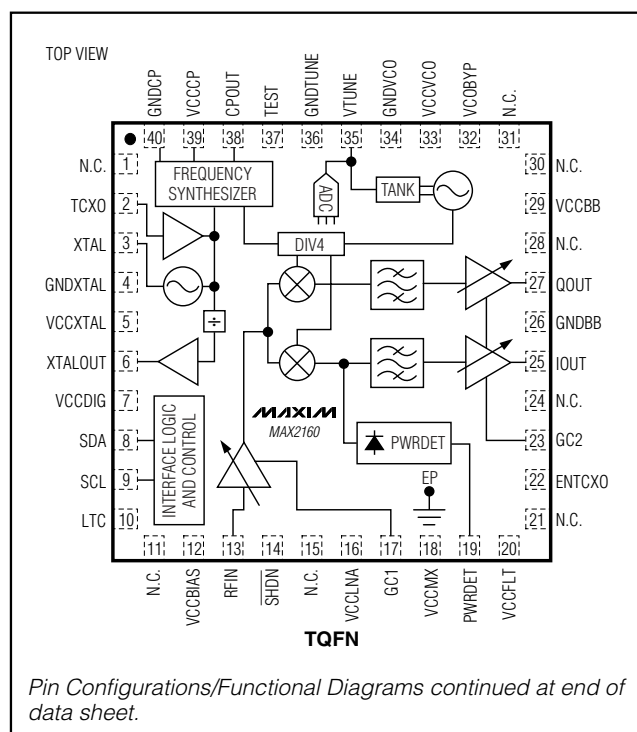 TOP VIEW
GNDCP
VCCCP
CPOUT
TEST
GNDTUNE
VTUNE
GNDVCO
VCCVCO
VCOBYP
N.C.
40
39
38
37
36
35
34
33
32
31
N.C.
1
TCXO
2
XTAL
3
GNDXTAL
4
VCCXTAL
5
XTALOUT
6
VCCDIG
7
SDA
8
SCL
9
LTC
10
FREQUENCY
SYNTHESIZER
ADC
TANK
DIV4
÷
MAXIM
MAX2160
PWRDET
EP
INTERFACE LOGIC
AND CONTROL
30
N.C.
29
VCCBB
28
N.C.
27
QOUT
26
GNDBB
25
IOUT
24
N.C.
23
GC2
22
ENTCXO
21
N.C.
11
12
13
14
15
16
17
18
19
20
N.C.
VCCBIAS
RFIN
SHDN
N.C.
VCCLNA
GC1
VCCMX
PWRDET
VCCFLT
TQFN
Pin Configurations/Functional Diagrams continued at end of
data sheet.